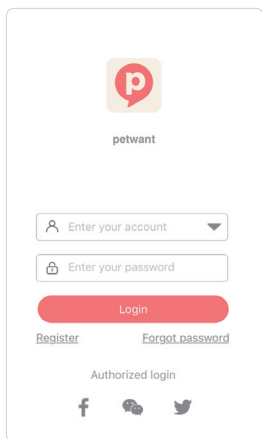 p
petwant
Enter your account
Enter your password
Login
Register Forgot password
Authorized login